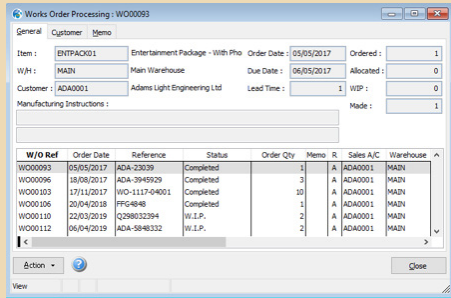 Works Order Processing : WO00093
General Customer Memo
Item : ENTPACK01 Entertainment Package - With Pho Order Date : 05/05/2017 Ordered : 1
W/H : MAIN Main Warehouse Due Date : 06/05/2017 Allocated : 0
Customer : ADA0001 Adams Light Engineering Ltd Lead Time : 1 WIP : 0
Manufacturing Instructions : Made : 1
W/O Ref Order Date Reference Status Order Qty Memo R Sales A/C Warehouse
WO00093 05/05/2017 ADA-23039 Completed 1 A ADA0001 MAIN
WO00096 18/08/2017 ADA-3945929 Completed 3 A ADA0001 MAIN
WO00103 17/11/2017 WO-1117-04001 Completed 10 A ADA0001 MAIN
WO00106 20/04/2018 FFG4848 Completed 1 A ADA0001 MAIN
WO00110 22/03/2019 Q298032394 W.I.P. 2 A ADA0001 MAIN
WO00112 06/04/2019 ADA-5848332 W.I.P. 2 A ADA0001 MAIN
Action Close
View